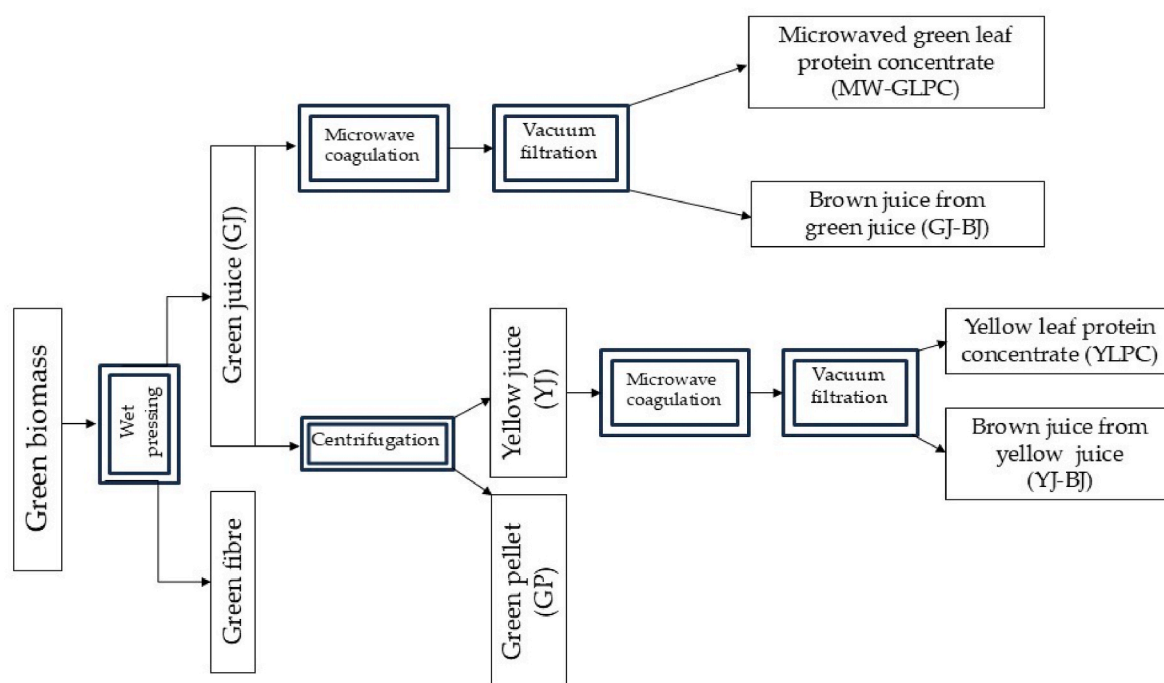 Microwaved green leaf
protein concentrate
(MW-GLPC)
Microwave
coagulation
Vacuum
filtration
Brown juice from
green juice (GJ-BJ)
Green juice (GJ)
Green biomass
Wet
pressing
Green fibre
Centrifugation
Yellow juice
(YJ)
Green pellet
(GP)
Microwave
coagulation
Vacuum
filtration
Yellow leaf protein
concentrate (YLPC)
Brown juice from
yellow juice
(YJ-BJ)